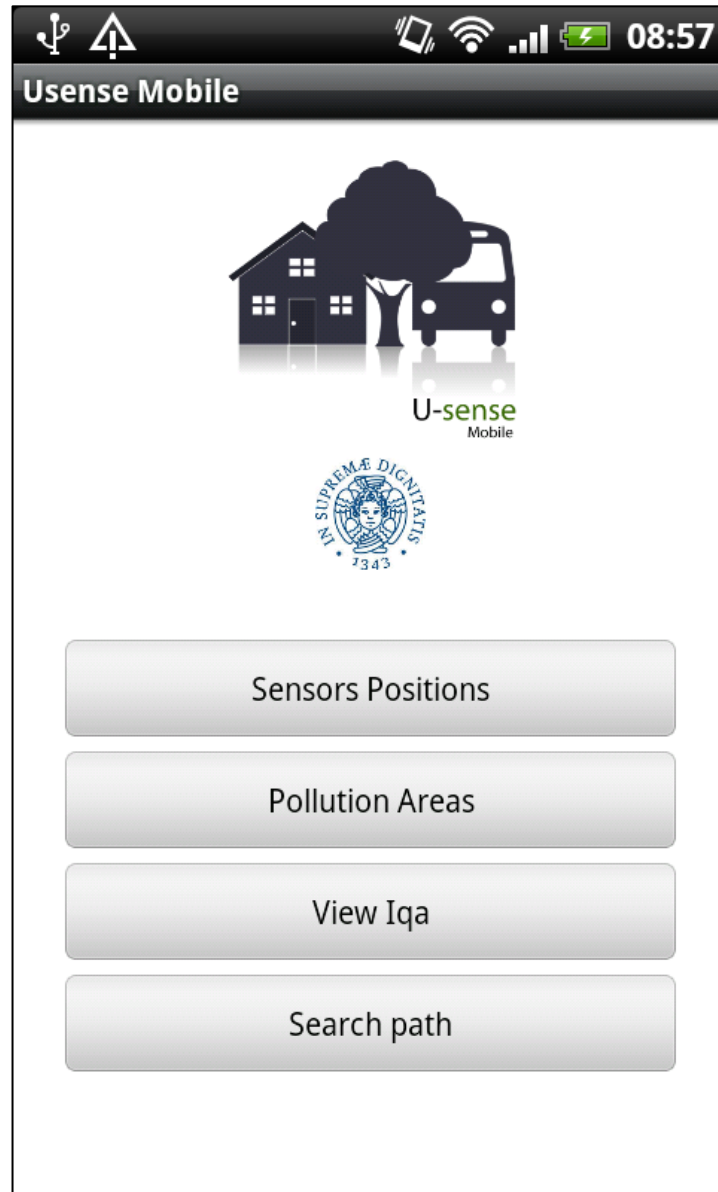 08:57
Usense Mobile
U-sense
Mobile
IN SUPREMÆ DIGNITATIS
· 1343 ·
Sensors Positions
Pollution Areas
View Iqa
Search path